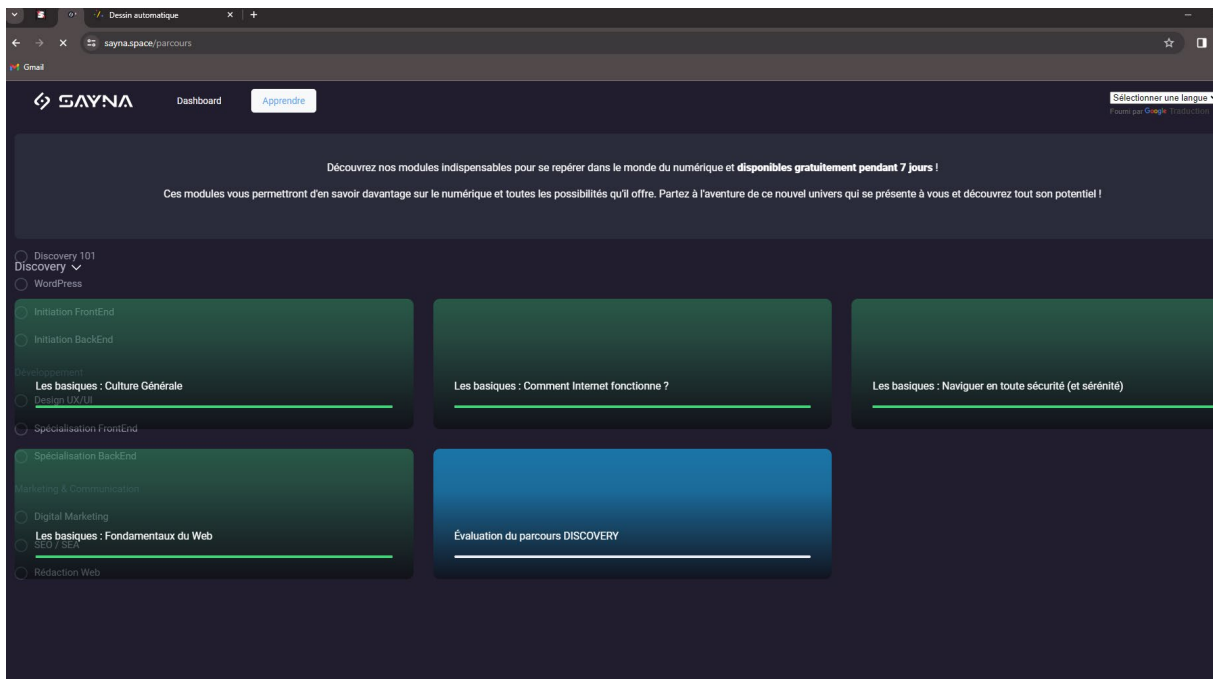 Dessin automatique
sayna.space/parcours
Gmail
SAYNA
Dashboard
Apprendre
Sélectionner une langue
Fourni par Google Traduction
Découvrez nos modules indispensables pour se repérer dans le monde du numérique et disponibles gratuitement pendant 7 jours !
Ces modules vous permettront d'en savoir davantage sur le numérique et toutes les possibilités qu'il offre. Partez à l'aventure de ce nouvel univers qui se présente à vous et découvrez tout son potentiel !
Discovery 101
Discovery
WordPress
Initiation FrontEnd
Initiation BackEnd
Développement
Les basiques : Culture Générale
Les basiques : Comment Internet fonctionne ?
Les basiques : Naviguer en toute sécurité (et sérénité)
Design UX/UI
Spécialisation FrontEnd
Spécialisation BackEnd
Marketing & Communication
Digital Marketing
Les basiques : Fondamentaux du Web
Évaluation du parcours DISCOVERY
SEO / SEA
Rédaction Web